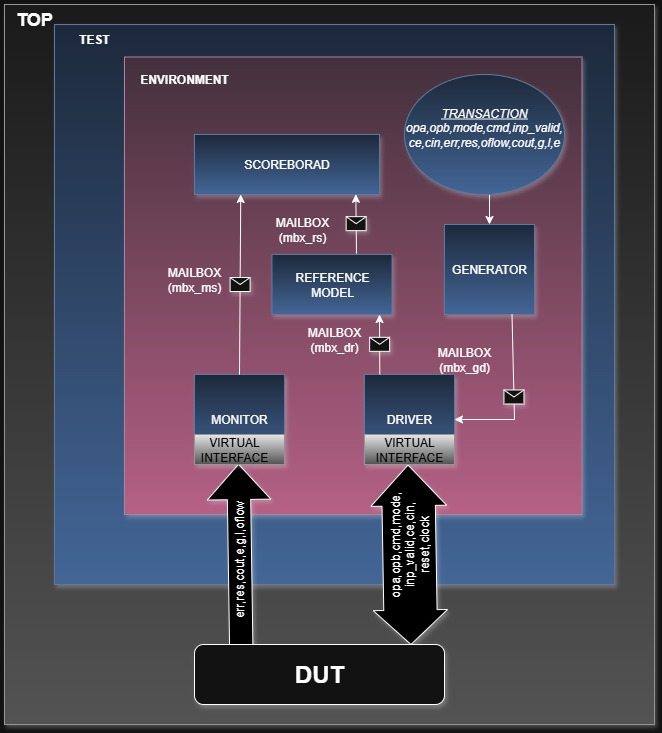 TOP
TEST
ENVIRONMENT
TRANSACTION
opa,opb,mode,cmd,inp_valid,
ce,cin,err,res,oflow,cout,g,l,e
SCOREBORAD
MAILBOX
(mbx_rs)
GENERATOR
MAILBOX
(mbx_ms)
REFERENCE
MODEL
MAILBOX
(mbx_dr)
MAILBOX
(mbx_gd)
MONITOR
VIRTUAL
INTERFACE
DRIVER
VIRTUAL
INTERFACE
err,res,cout,e,g,l,oflow
opa,opb,cmd,mode,
inp_valid,ce,cin,
reset,clock
DUT